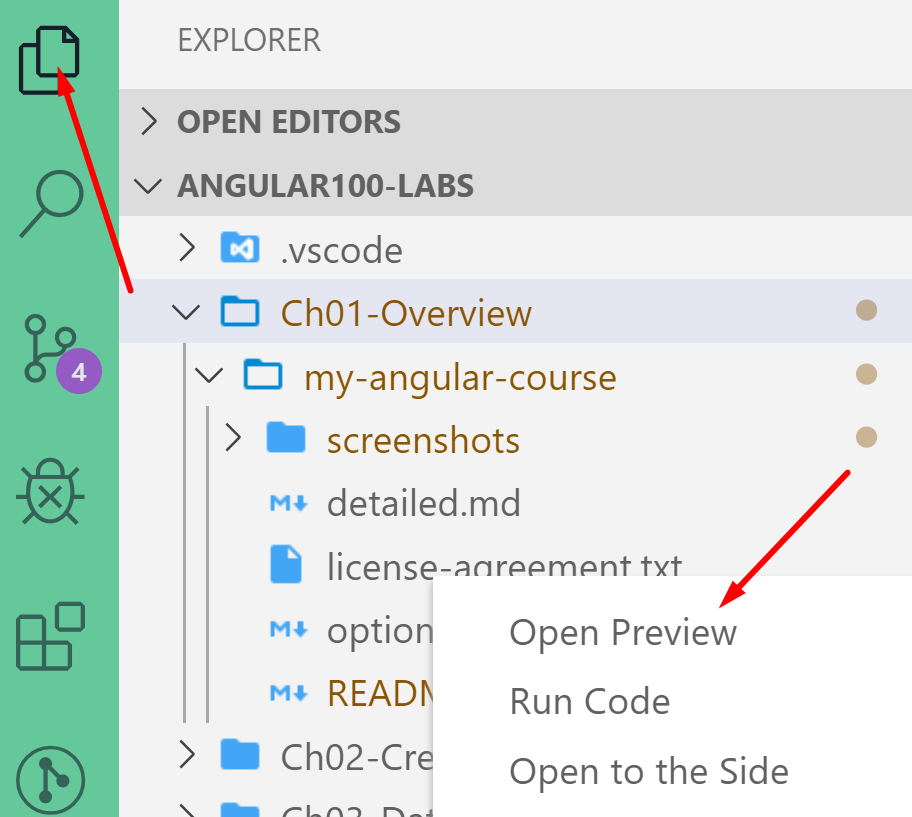 EXPLORER
OPEN EDITORS
ANGULAR100-LABS
.vscode
Ch01-Overview
my-angular-course
4
screenshots
detailed.md
license-agreement.txt
option
Open Preview
READM
Run Code
Ch02-Cre
Open to the Side
Ch03-Dat